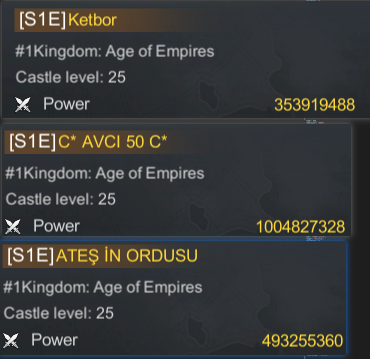 [S1E]Ketbor
#1Kingdom: Age of Empires
Castle level: 25
Power 353919488
[S1E]C* AVCI 50 C*
#1Kingdom: Age of Empires
Castle level: 25
Power 1004827328
[S1E]ATEŞ İN ORDUSU
#1Kingdom: Age of Empires
Castle level: 25
Power 493255360